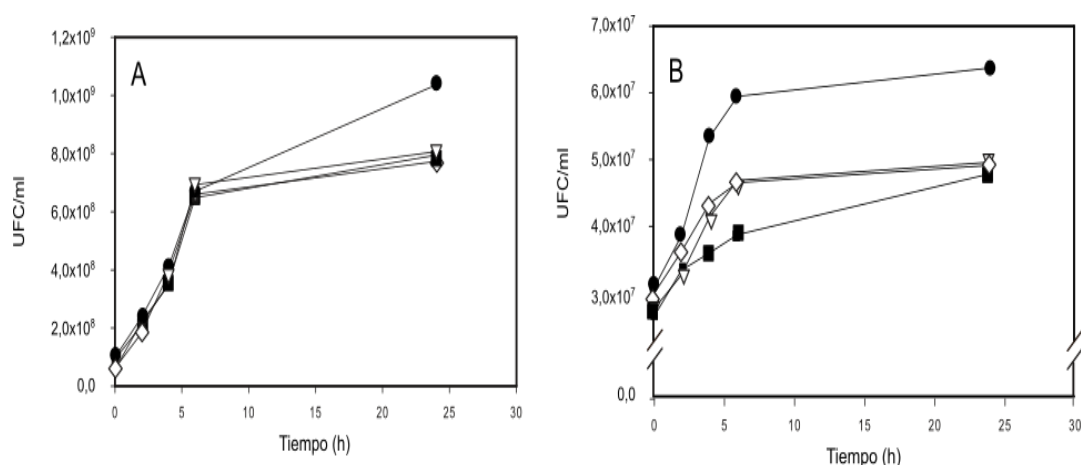 A
UFC/ml
1,2x10⁹
1,0x10⁹
8,0x10⁸
6,0x10⁸
4,0x10⁸
2,0x10⁸
0,0
0 5 10 15 20 25 30
Tiempo (h)
B
UFC/ml
7,0x10⁷
6,0x10⁷
5,0x10⁷
4,0x10⁷
3,0x10⁷
0,0
0 5 10 15 20 25 30
Tiempo (h)